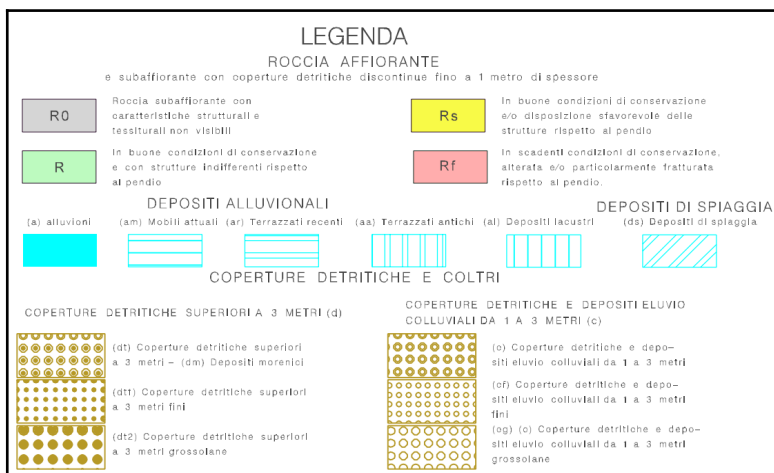 LEGENDA
ROCCIA AFFIORANTE
e subaffiorante con coperture detritiche discontinue fino a 1 metro di spessore
R0
Roccia subaffiorante con
caratteristiche strutturali e
tessiturali non visibili
Rs
In buone condizioni di conservazione
e/o disposizione sfavorevole delle
strutture rispetto al pendio
R
In buone condizioni di conservazione
e con strutture indifferenti rispetto
al pendio
Rf
In scadenti condizioni di conservazione,
alterata e/o particolarmente fratturata
rispetto al pendio.
DEPOSITI ALLUVIONALI
DEPOSITI DI SPIAGGIA
(a) alluvioni (am) Mobili attuali (ar) Terrazzati recenti (aa) Terrazzati antichi (al) Depositi lacustri (ds) Depositi di spiaggia
COPERTURE DETRITICHE E COLTRI
COPERTURE DETRITICHE SUPERIORI A 3 METRI (d)
(dt) Coperture detritiche superiori
a 3 metri - (dm) Depositi morenici
(dt1) Coperture detritiche superiori
a 3 metri fini
(dt2) Coperture detritiche superiori
a 3 metri grossolane
COPERTURE DETRITICHE E DEPOSITI ELUVIO
COLLUVIALI DA 1 A 3 METRI (c)
(c) Coperture detritiche e depo-
siti eluvio colluviali da 1 a 3 metri
(cf) Coperture detritiche e depo-
siti eluvio colluviali da 1 a 3 metri
fini
(cg) (c) Coperture detritiche e depo-
siti eluvio colluviali da 1 a 3 metri
grossolane